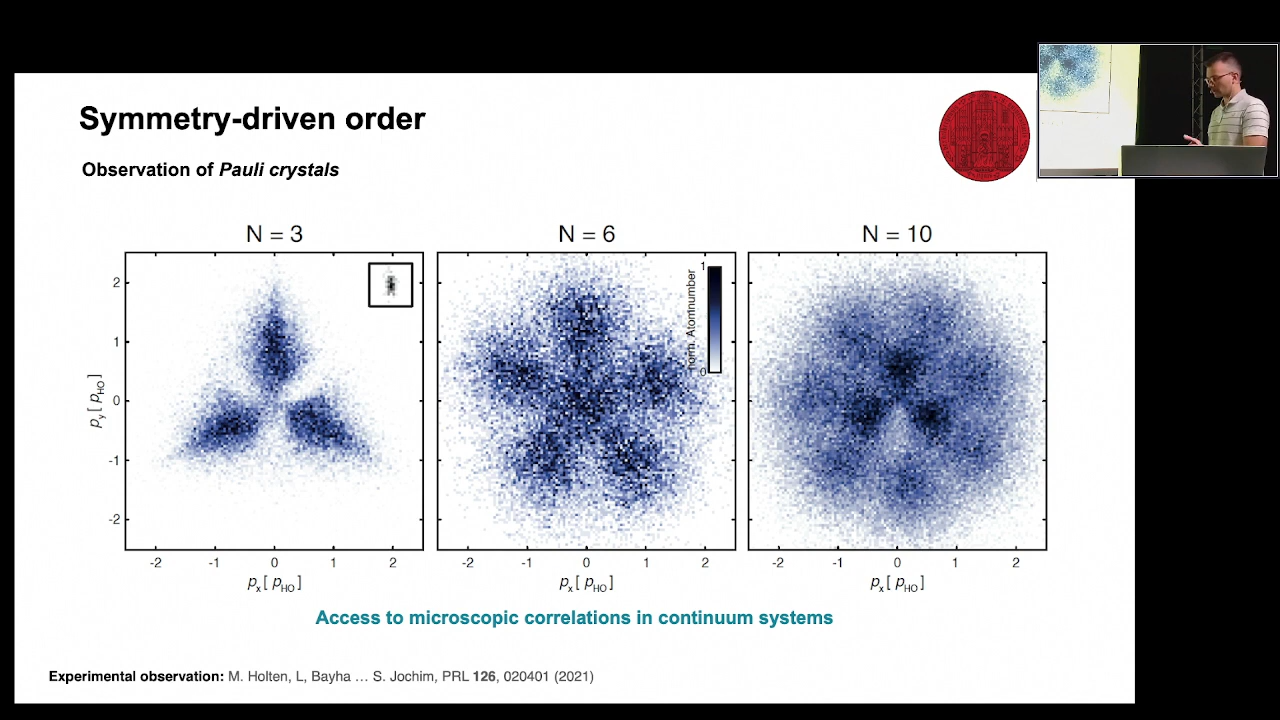 Symmetry-driven order
Observation of Pauli crystals
N = 3
N = 6
N = 10
2
1
0
-1
-2
py [ pHO ]
norm. Atomnumber
1
0
-2 -1 0 1 2
-2 -1 0 1 2
-2 -1 0 1 2
px [ pHO ]
px [ pHO ]
px [ pHO ]
Access to microscopic correlations in continuum systems
Experimental observation: M. Holten, L, Bayha … S. Jochim, PRL 126, 020401 (2021)